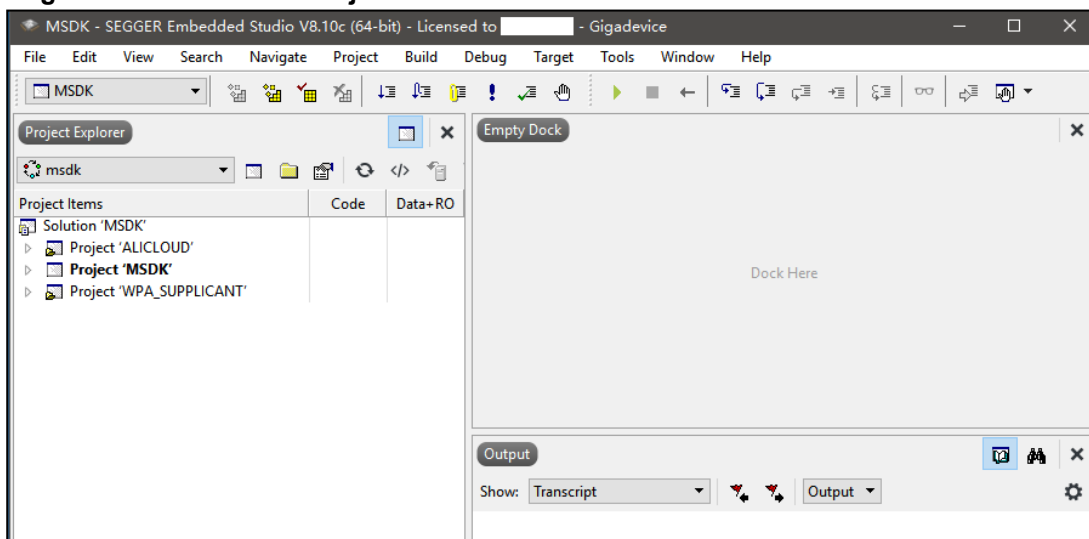 MSDK - SEGGER Embedded Studio V8.10c (64-bit) - Licensed to - Gigadevice
File Edit View Search Navigate Project Build Debug Target Tools Window Help
MSDK
Project Explorer
Empty Dock
msdk
Project Items Code Data+RO
Solution 'MSDK'
Project 'ALICLOUD'
Project 'MSDK'
Project 'WPA_SUPPLICANT'
Dock Here
Output
Show: Transcript Output